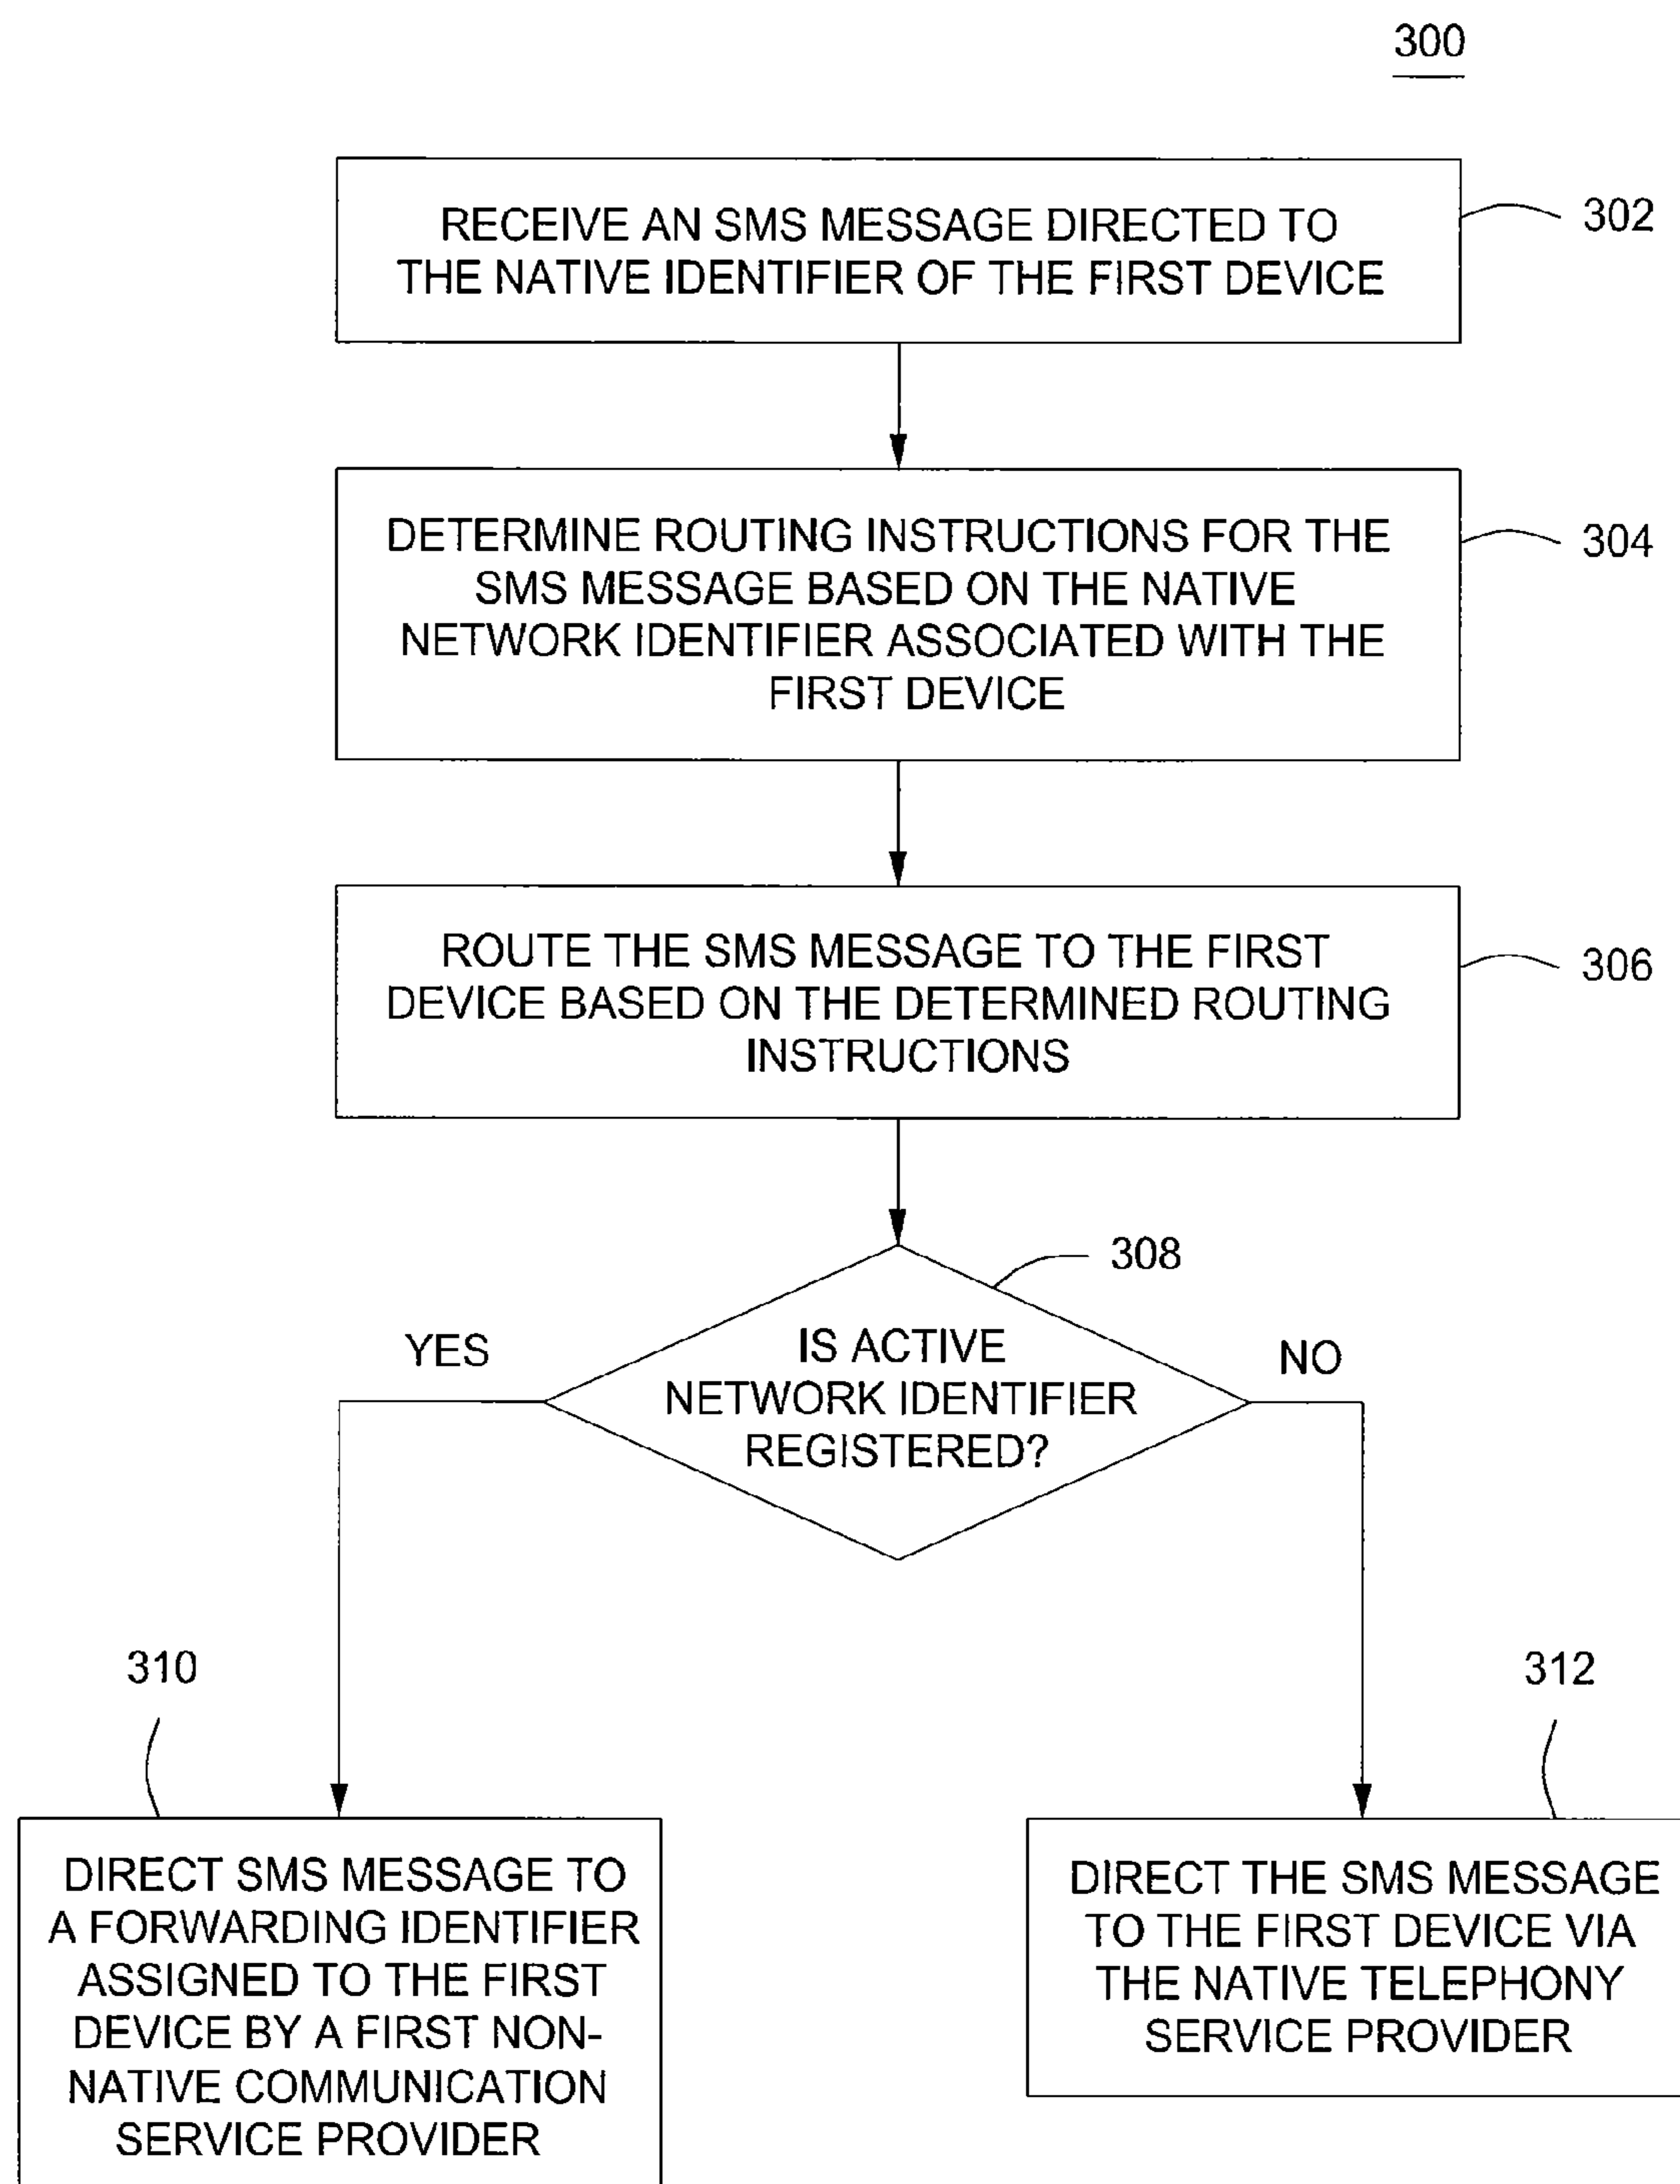 300
RECEIVE AN SMS MESSAGE DIRECTED TO
THE NATIVE IDENTIFIER OF THE FIRST DEVICE
302
DETERMINE ROUTING INSTRUCTIONS FOR THE
SMS MESSAGE BASED ON THE NATIVE
NETWORK IDENTIFIER ASSOCIATED WITH THE
FIRST DEVICE
304
ROUTE THE SMS MESSAGE TO THE FIRST
DEVICE BASED ON THE DETERMINED ROUTING
INSTRUCTIONS
306
308
IS ACTIVE
NETWORK IDENTIFIER
REGISTERED?
YES
NO
310
DIRECT SMS MESSAGE TO
A FORWARDING IDENTIFIER
ASSIGNED TO THE FIRST
DEVICE BY A FIRST NON-
NATIVE COMMUNICATION
SERVICE PROVIDER
312
DIRECT THE SMS MESSAGE
TO THE FIRST DEVICE VIA
THE NATIVE TELEPHONY
SERVICE PROVIDER